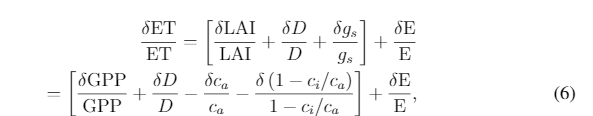 δET/ET = [δLAI/LAI + δD/D + δg_s/g_s] + δE/E
= [δGPP/GPP + δD/D − δc_a/c_a − δ(1 − c_i/c_a)/(1 − c_i/c_a)] + δE/E, (6)